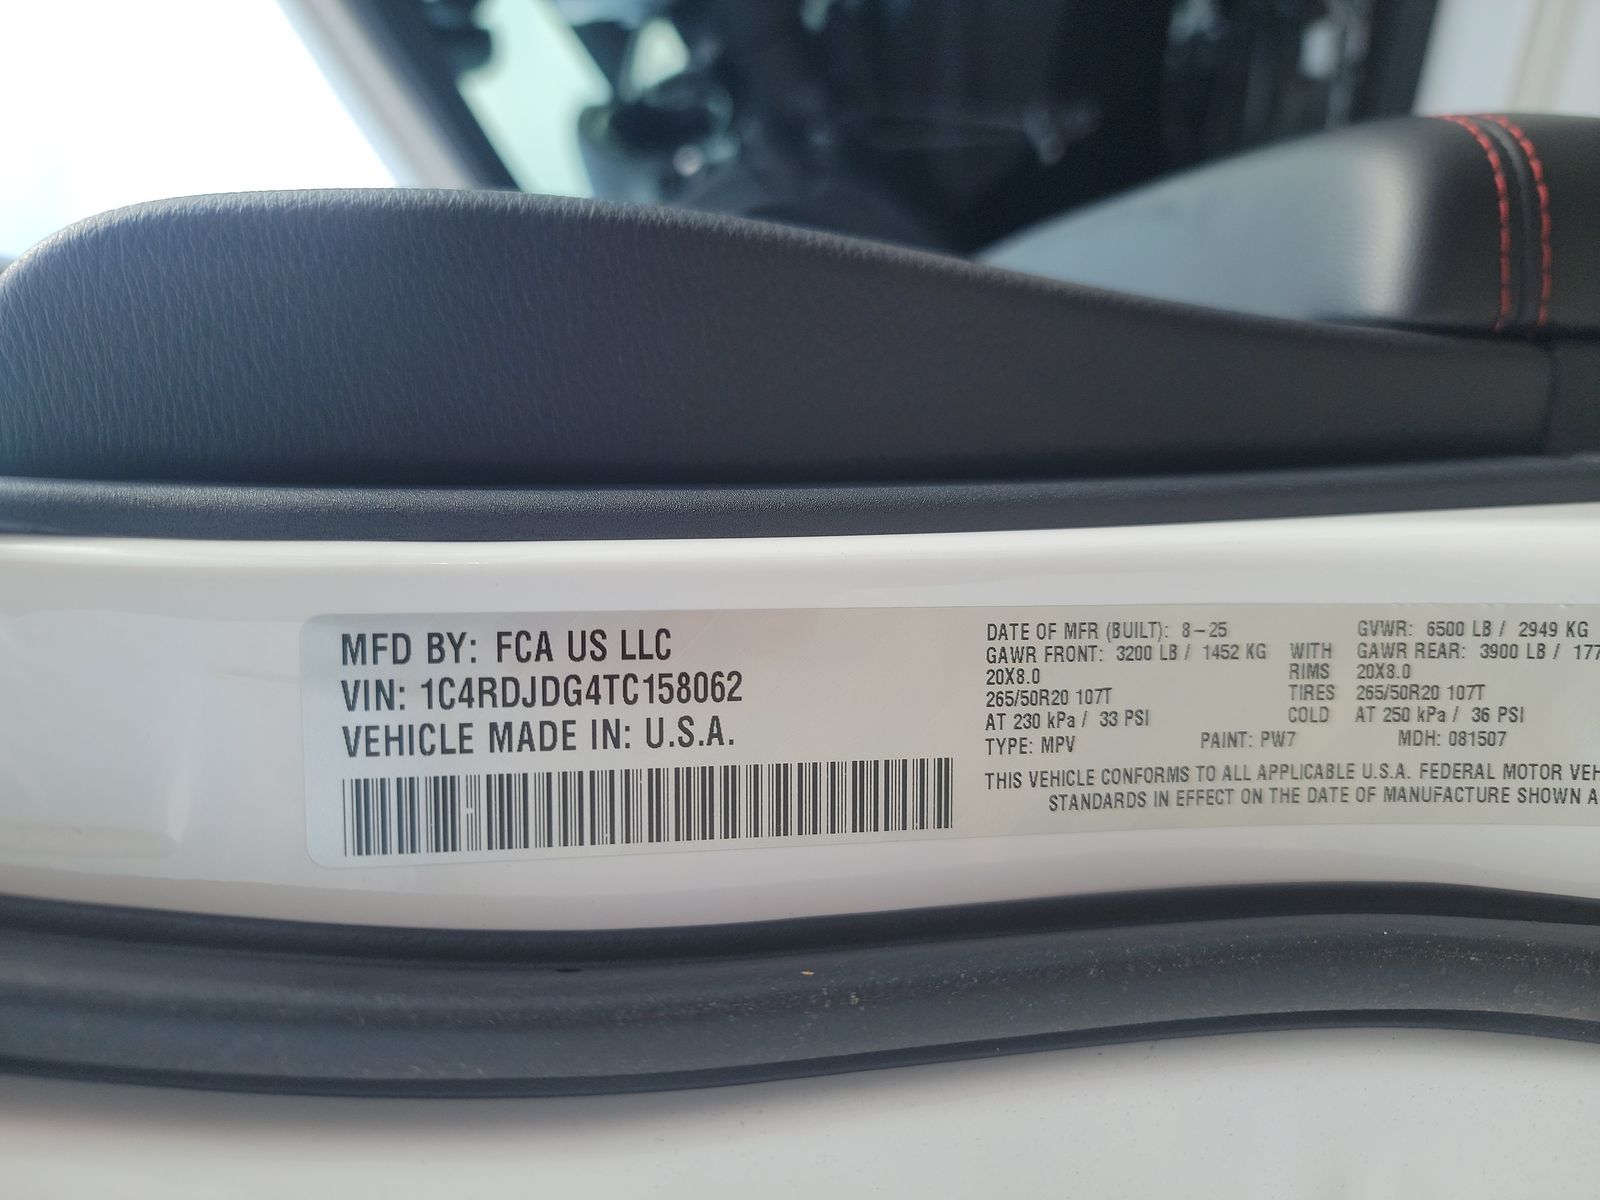 MFD BY: FCA US LLC
VIN: 1C4RDJDG4TC158062
VEHICLE MADE IN: U.S.A.
DATE OF MFR (BUILT): 8-25 GVWR: 6500 LB / 2949 KG
GAWR FRONT: 3200 LB / 1452 KG WITH GAWR REAR: 3900 LB / 177
20X8.0 RIMS 20X8.0
265/50R20 107T TIRES 265/50R20 107T
AT 230 kPa / 33 PSI COLD AT 250 kPa / 36 PSI
TYPE: MPV PAINT: PW7 MDH: 081507
THIS VEHICLE CONFORMS TO ALL APPLICABLE U.S.A. FEDERAL MOTOR VEH
STANDARDS IN EFFECT ON THE DATE OF MANUFACTURE SHOWN A